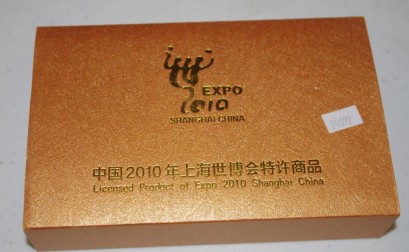 EXPO
2010
SHANGHAI CHINA
中国2010年上海世博会特许商品
Licensed Product of Expo 2010 Shanghai China